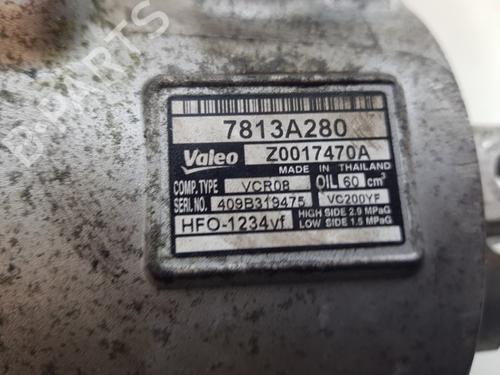 B-PARTS
7813A280
Valeo Z0017470A
MADE IN THAILAND
COMP.TYPE VCR08 OIL 60 cm³
SERI.NO. 409B319475 VC200YF
HFO-1234yf HIGH SIDE 2.9 MPaG
LOW SIDE 1.5 MPaG